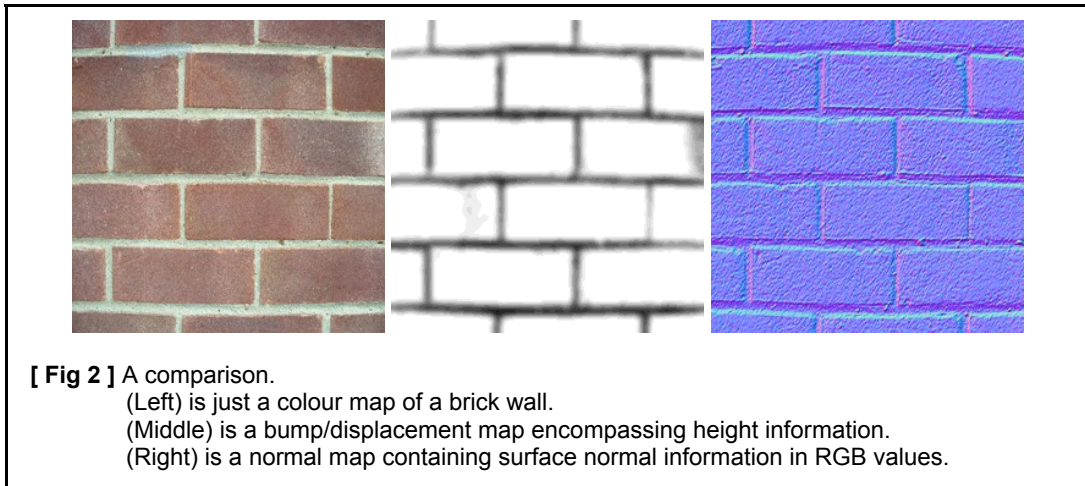 [ Fig 2 ] A comparison.
(Left) is just a colour map of a brick wall.
(Middle) is a bump/displacement map encompassing height information.
(Right) is a normal map containing surface normal information in RGB values.